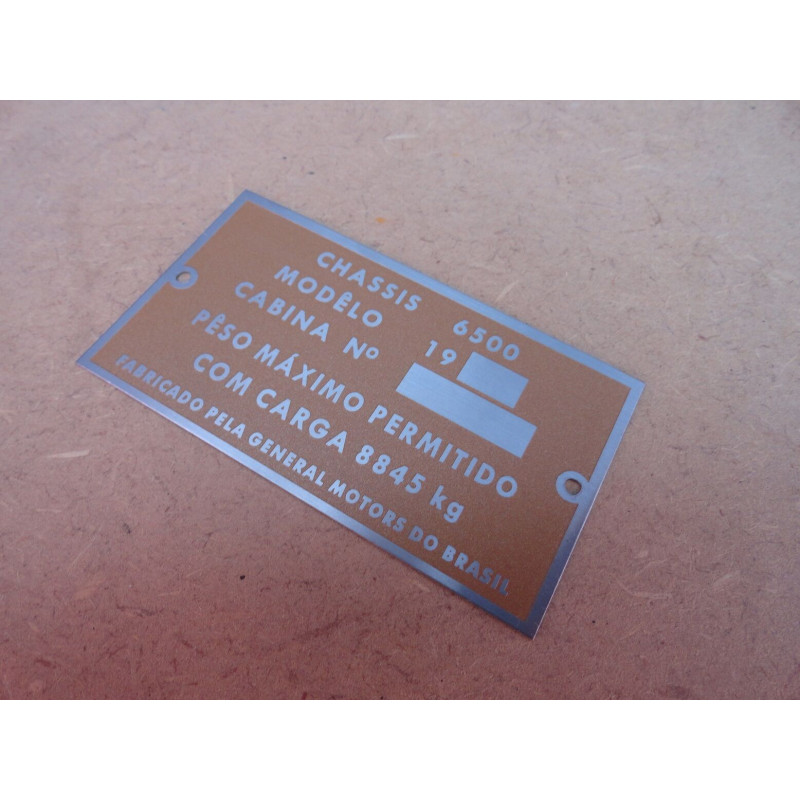 CHASSIS 6500
MODÊLO 19
CABINA Nº
PÊSO MÁXIMO PERMITIDO
COM CARGA 8845 kg
FABRICADO PELA GENERAL MOTORS DO BRASIL